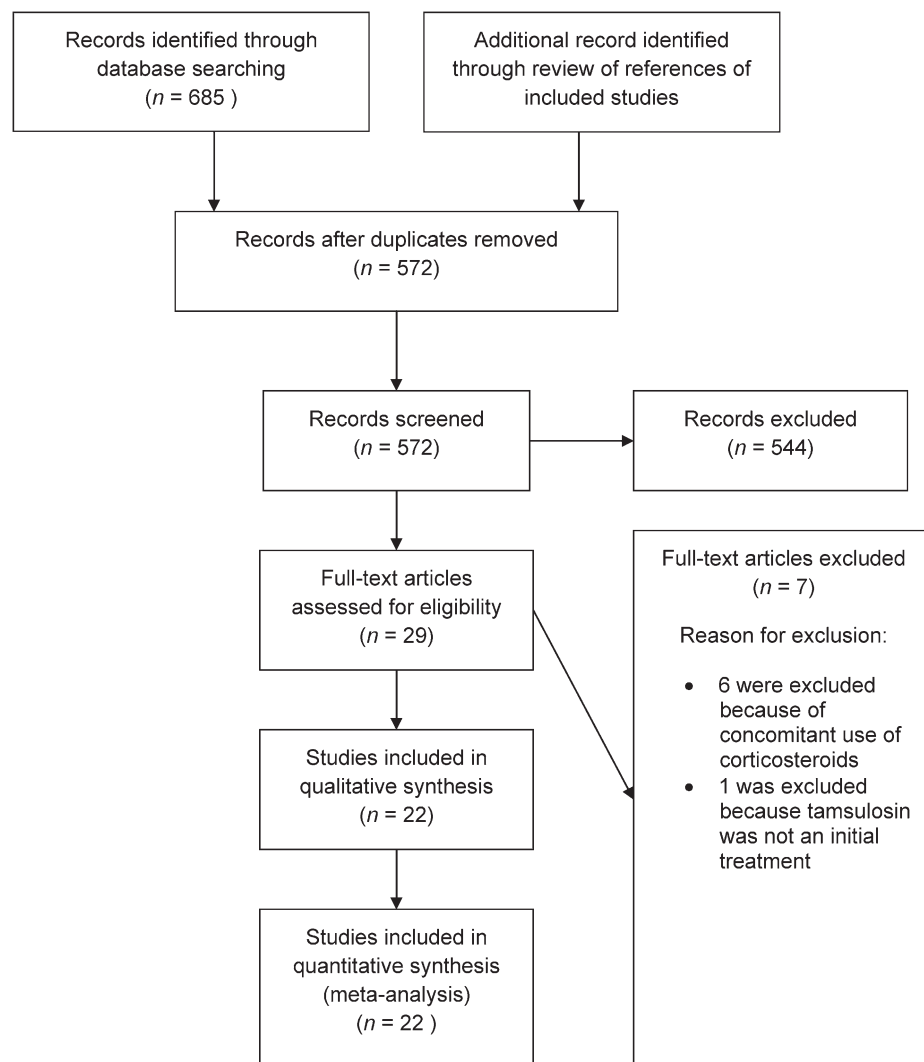 Records identified through
database searching
(n = 685 )
Additional record identified
through review of references of
included studies
Records after duplicates removed
(n = 572)
Records screened
(n = 572)
Records excluded
(n = 544)
Full-text articles
assessed for eligibility
(n = 29)
Full-text articles excluded
(n = 7)
Reason for exclusion:
• 6 were excluded
because of
concomitant use of
corticosteroids
• 1 was excluded
because tamsulosin
was not an initial
treatment
Studies included in
qualitative synthesis
(n = 22)
Studies included in
quantitative synthesis
(meta-analysis)
(n = 22 )